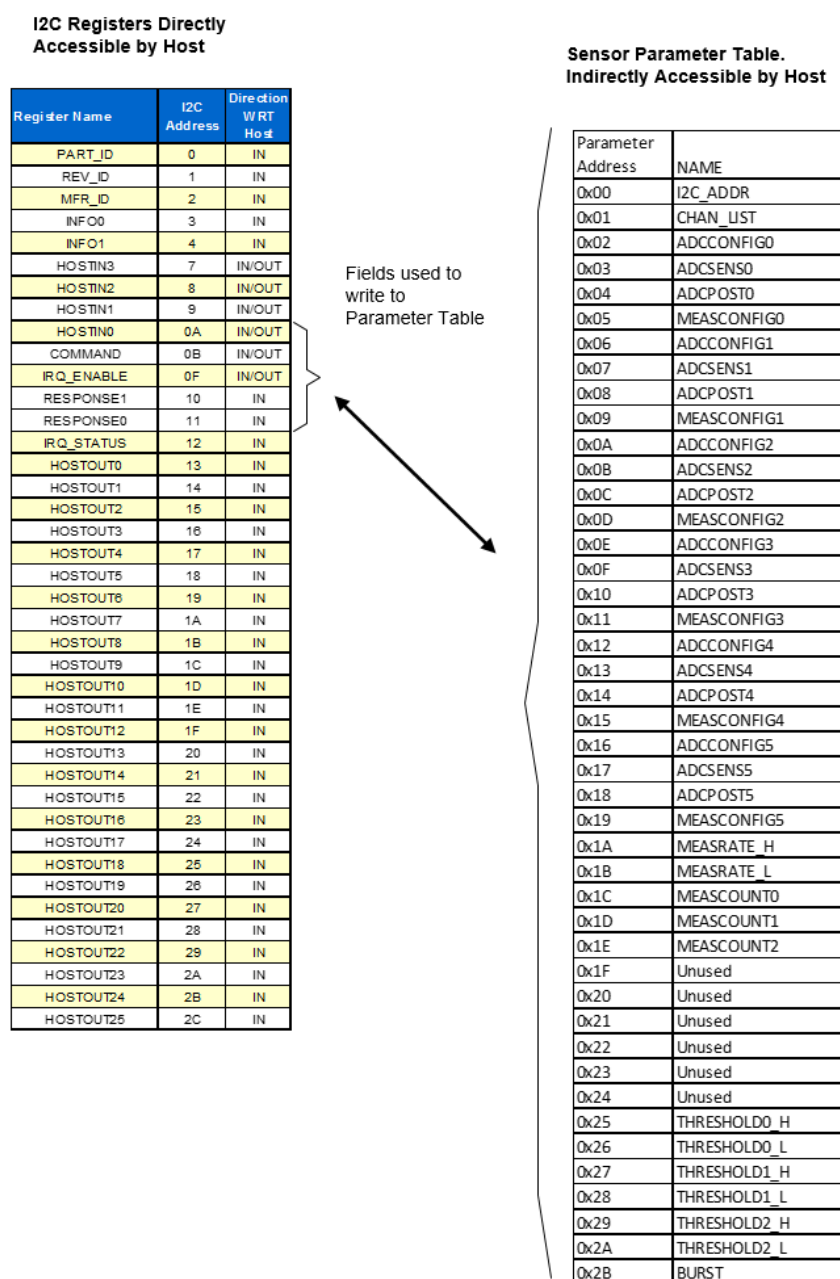 I2C Registers Directly
Accessible by Host
Register Name I2C Address Direction WRT Host
PART_ID 0 IN
REV_ID 1 IN
MFR_ID 2 IN
INFO0 3 IN
INFO1 4 IN
HOSTIN3 7 IN/OUT
HOSTIN2 8 IN/OUT
HOSTIN1 9 IN/OUT
HOSTIN0 0A IN/OUT
COMMAND 0B IN/OUT
IRQ_ENABLE 0F IN/OUT
RESPONSE1 10 IN
RESPONSE0 11 IN
IRQ_STATUS 12 IN
HOSTOUT0 13 IN
HOSTOUT1 14 IN
HOSTOUT2 15 IN
HOSTOUT3 16 IN
HOSTOUT4 17 IN
HOSTOUT5 18 IN
HOSTOUT6 19 IN
HOSTOUT7 1A IN
HOSTOUT8 1B IN
HOSTOUT9 1C IN
HOSTOUT10 1D IN
HOSTOUT11 1E IN
HOSTOUT12 1F IN
HOSTOUT13 20 IN
HOSTOUT14 21 IN
HOSTOUT15 22 IN
HOSTOUT16 23 IN
HOSTOUT17 24 IN
HOSTOUT18 25 IN
HOSTOUT19 26 IN
HOSTOUT20 27 IN
HOSTOUT21 28 IN
HOSTOUT22 29 IN
HOSTOUT23 2A IN
HOSTOUT24 2B IN
HOSTOUT25 2C IN
Fields used to
write to
Parameter Table
Sensor Parameter Table.
Indirectly Accessible by Host
Parameter
Address NAME
0x00 I2C_ADDR
0x01 CHAN_LIST
0x02 ADCCONFIG0
0x03 ADCSENS0
0x04 ADCPOST0
0x05 MEASCONFIG0
0x06 ADCCONFIG1
0x07 ADCSENS1
0x08 ADCPOST1
0x09 MEASCONFIG1
0x0A ADCCONFIG2
0x0B ADCSENS2
0x0C ADCPOST2
0x0D MEASCONFIG2
0x0E ADCCONFIG3
0x0F ADCSENS3
0x10 ADCPOST3
0x11 MEASCONFIG3
0x12 ADCCONFIG4
0x13 ADCSENS4
0x14 ADCPOST4
0x15 MEASCONFIG4
0x16 ADCCONFIG5
0x17 ADCSENS5
0x18 ADCPOST5
0x19 MEASCONFIG5
0x1A MEASRATE_H
0x1B MEASRATE_L
0x1C MEASCOUNT0
0x1D MEASCOUNT1
0x1E MEASCOUNT2
0x1F Unused
0x20 Unused
0x21 Unused
0x22 Unused
0x23 Unused
0x24 Unused
0x25 THRESHOLD0_H
0x26 THRESHOLD0_L
0x27 THRESHOLD1_H
0x28 THRESHOLD1_L
0x29 THRESHOLD2_H
0x2A THRESHOLD2_L
0x2B BURST